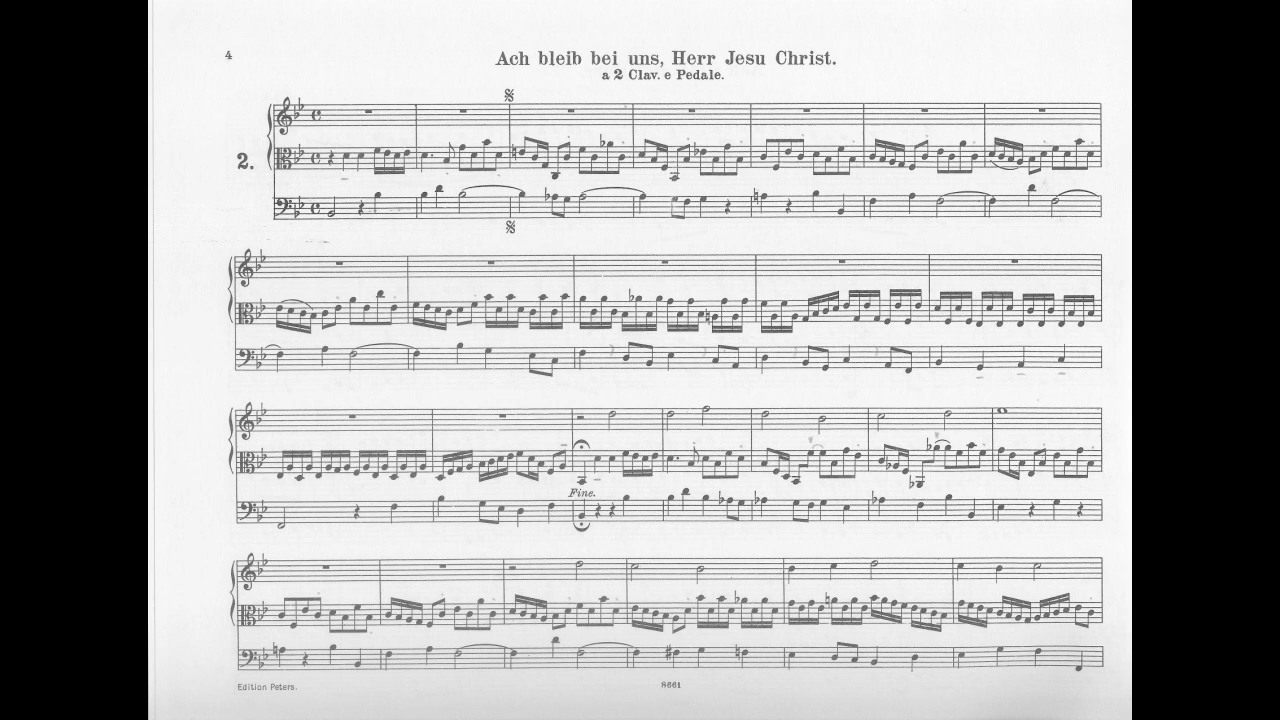 4
Ach bleib bei uns, Herr Jesu Christ.
a 2 Clav. e Pedale.
2.
Fine.
Edition Peters.
8661